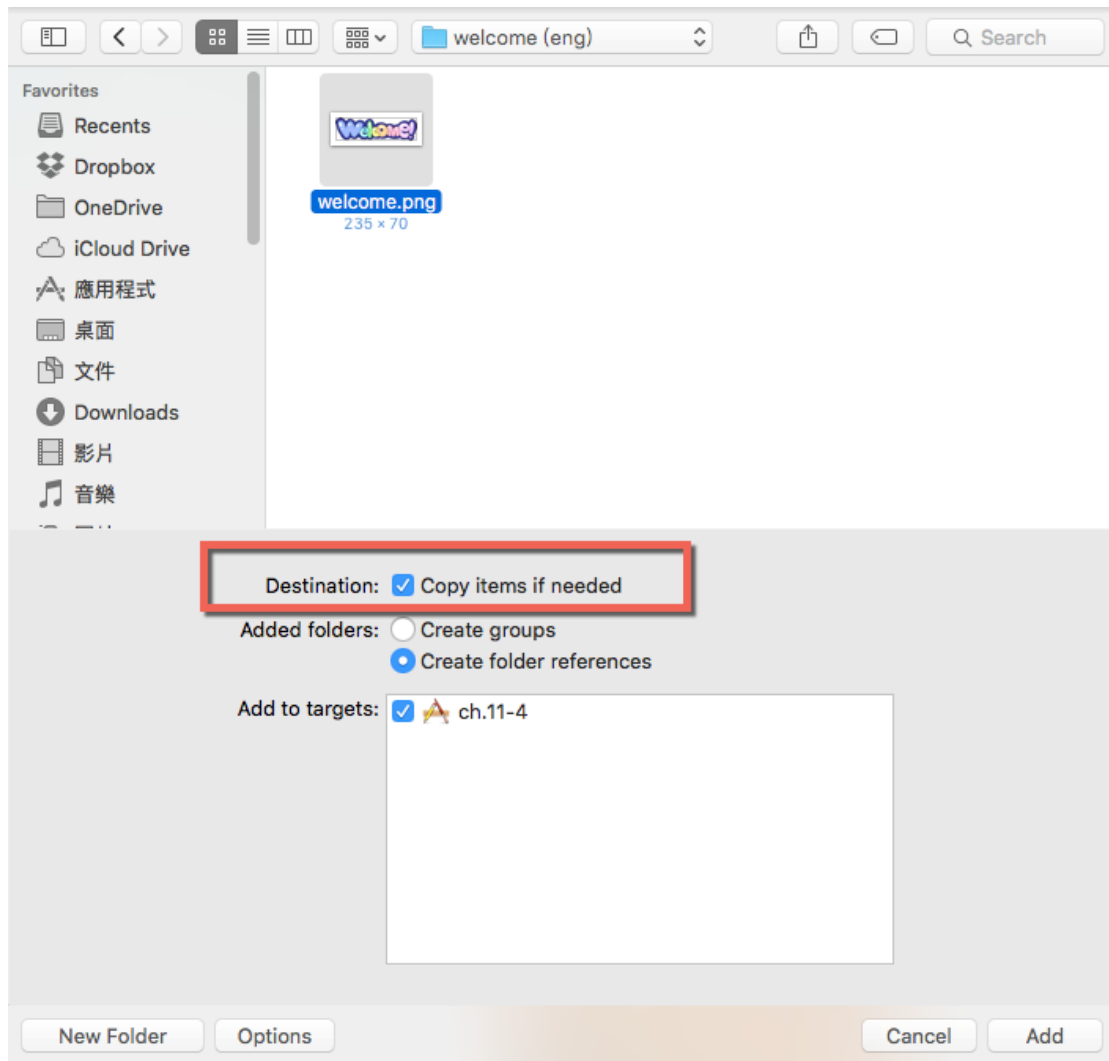 welcome (eng)
Search
Favorites
Recents
Dropbox
OneDrive
iCloud Drive
應用程式
桌面
文件
Downloads
影片
音樂
Welcome!
welcome.png
235 × 70
Destination: Copy items if needed
Added folders: Create groups
Create folder references
Add to targets: ch.11-4
New Folder Options Cancel Add